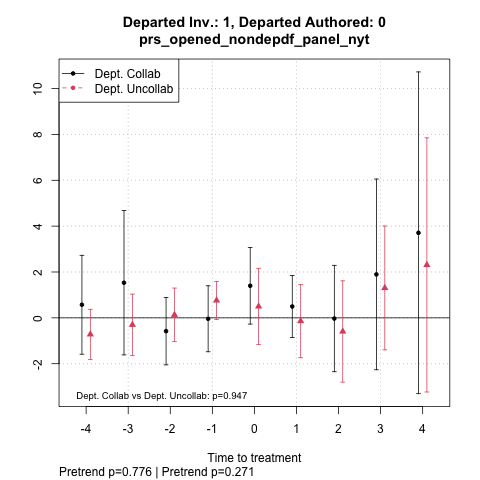 Departed Inv.: 1, Departed Authored: 0
prs_opened_nondepdf_panel_nyt
Dept. Collab
Dept. Uncollab
10
8
6
4
2
0
-2
Dept. Collab vs Dept. Uncollab: p=0.947
-4 -3 -2 -1 0 1 2 3 4
Time to treatment
Pretrend p=0.776 | Pretrend p=0.271